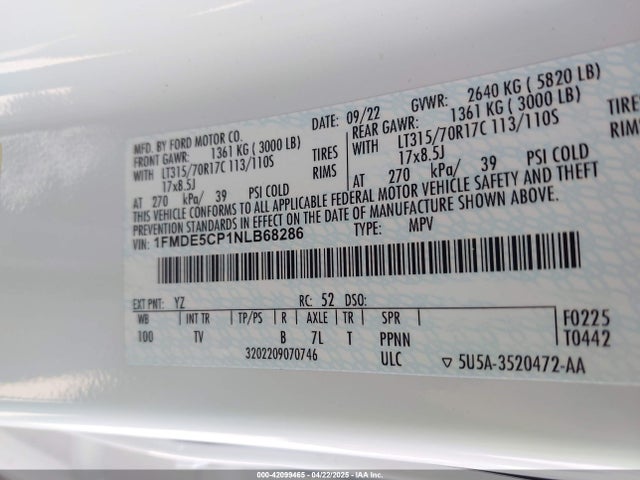 MFD. BY FORD MOTOR CO.
DATE: 09/22 GVWR: 2640 KG ( 5820 LB)
FRONT GAWR: 1361 KG ( 3000 LB) REAR GAWR: 1361 KG ( 3000 LB)
WITH LT315/70R17C 113/110S TIRES WITH LT315/70R17C 113/110S TIRES
17x8.5J RIMS 17x8.5J RIMS
AT 270 kPa/ 39 PSI COLD AT 270 kPa/ 39 PSI COLD
THIS VEHICLE CONFORMS TO ALL APPLICABLE FEDERAL MOTOR VEHICLE SAFETY AND THEFT
PREVENTION STANDARDS IN EFFECT ON THE DATE OF MANUFACTURE SHOWN ABOVE.
VIN: 1FMDE5CP1NLB68286 TYPE: MPV
EXT PNT: YZ RC: 52 DSO:
WB INT TR TP/PS R AXLE TR SPR F0225
100 TV B 7L T PPNN T0442
3202209070746 ULC ▽ 5U5A-3520472-AA
000-42099465 - 04/22/2025 - IAA Inc.